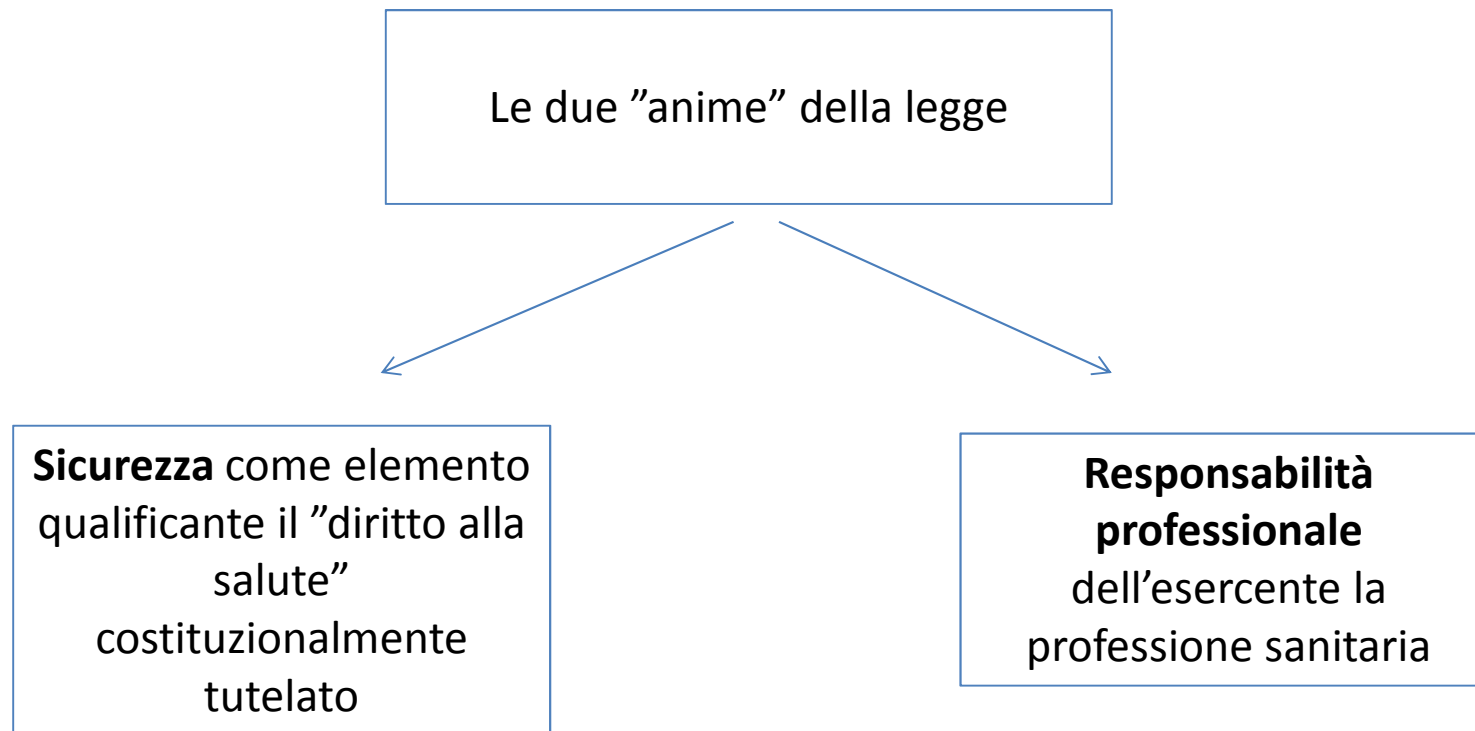 Le due ”anime” della legge
Sicurezza come elemento
qualificante il ”diritto alla
salute”
costituzionalmente
tutelato
Responsabilità
professionale
dell’esercente la
professione sanitaria